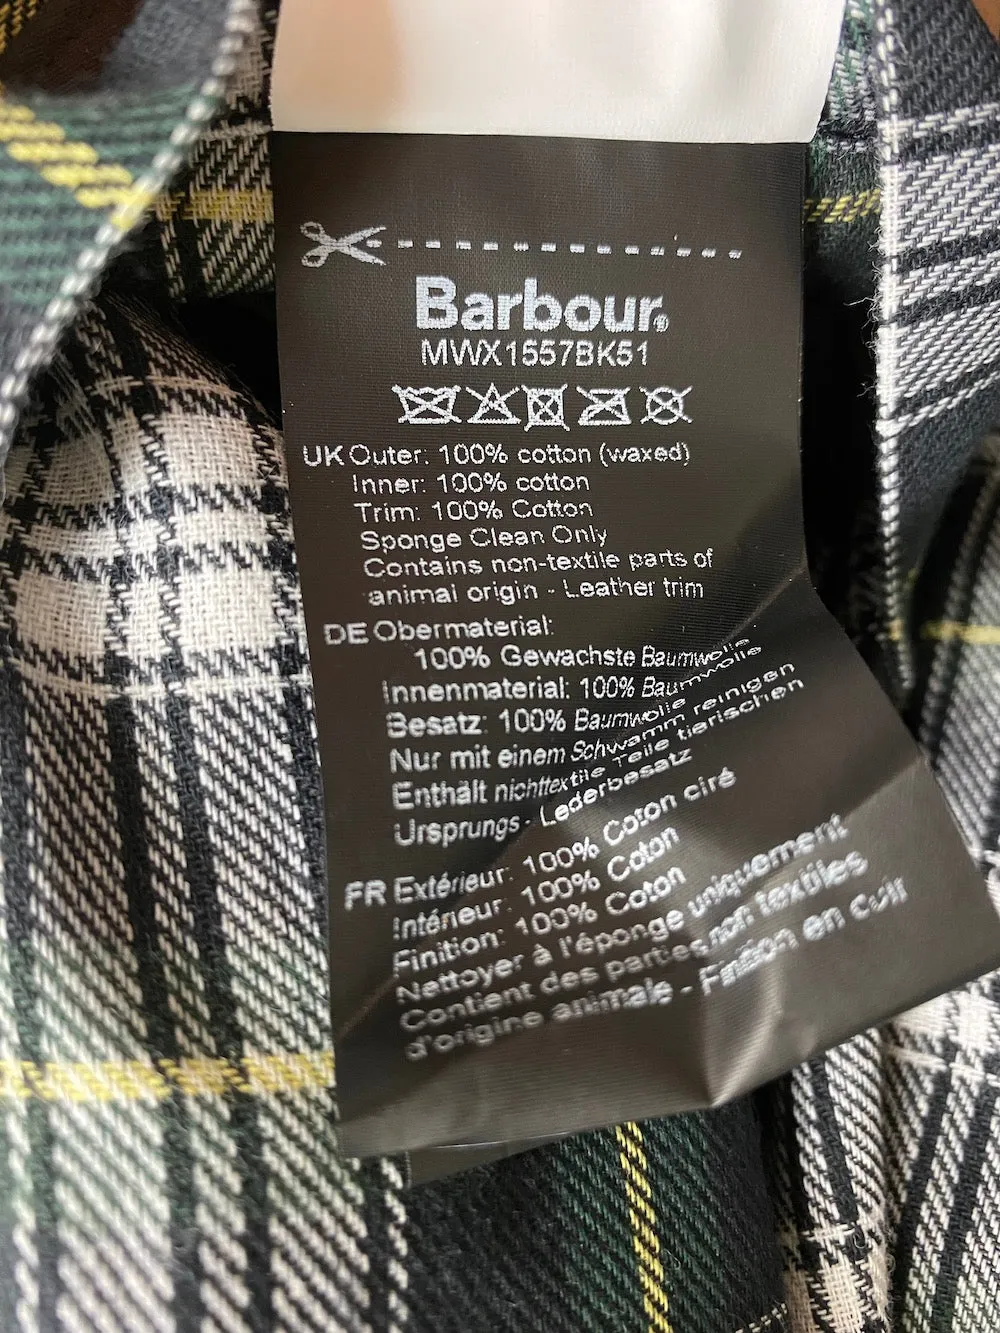 Barbour®
MWX1557BK51
UK Outer: 100% cotton (waxed)
Inner: 100% cotton
Trim: 100% Cotton
Sponge Clean Only
Contains non-textile parts of
animal origin - Leather trim
DE Obermaterial:
100% Gewachste Baumwolle
Innenmaterial: 100% Baumwolle
Besatz: 100% Baumwolle
Nur mit einem Schwamm reinigen
Enthält nichttextile Teile tierischen
Ursprungs - Lederbesatz
FR Extérieur: 100% Coton ciré
Intérieur: 100% Coton
Finition: 100% Coton
Nettoyer à l'éponge uniquement
Contient des parties non textiles
d'origine animale - Finition en cuir